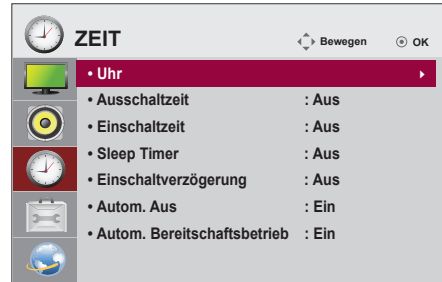 ZEIT Bewegen OK
• Uhr
• Ausschaltzeit : Aus
• Einschaltzeit : Aus
• Sleep Timer : Aus
• Einschaltverzögerung : Aus
• Autom. Aus : Ein
• Autom. Bereitschaftsbetrieb : Ein